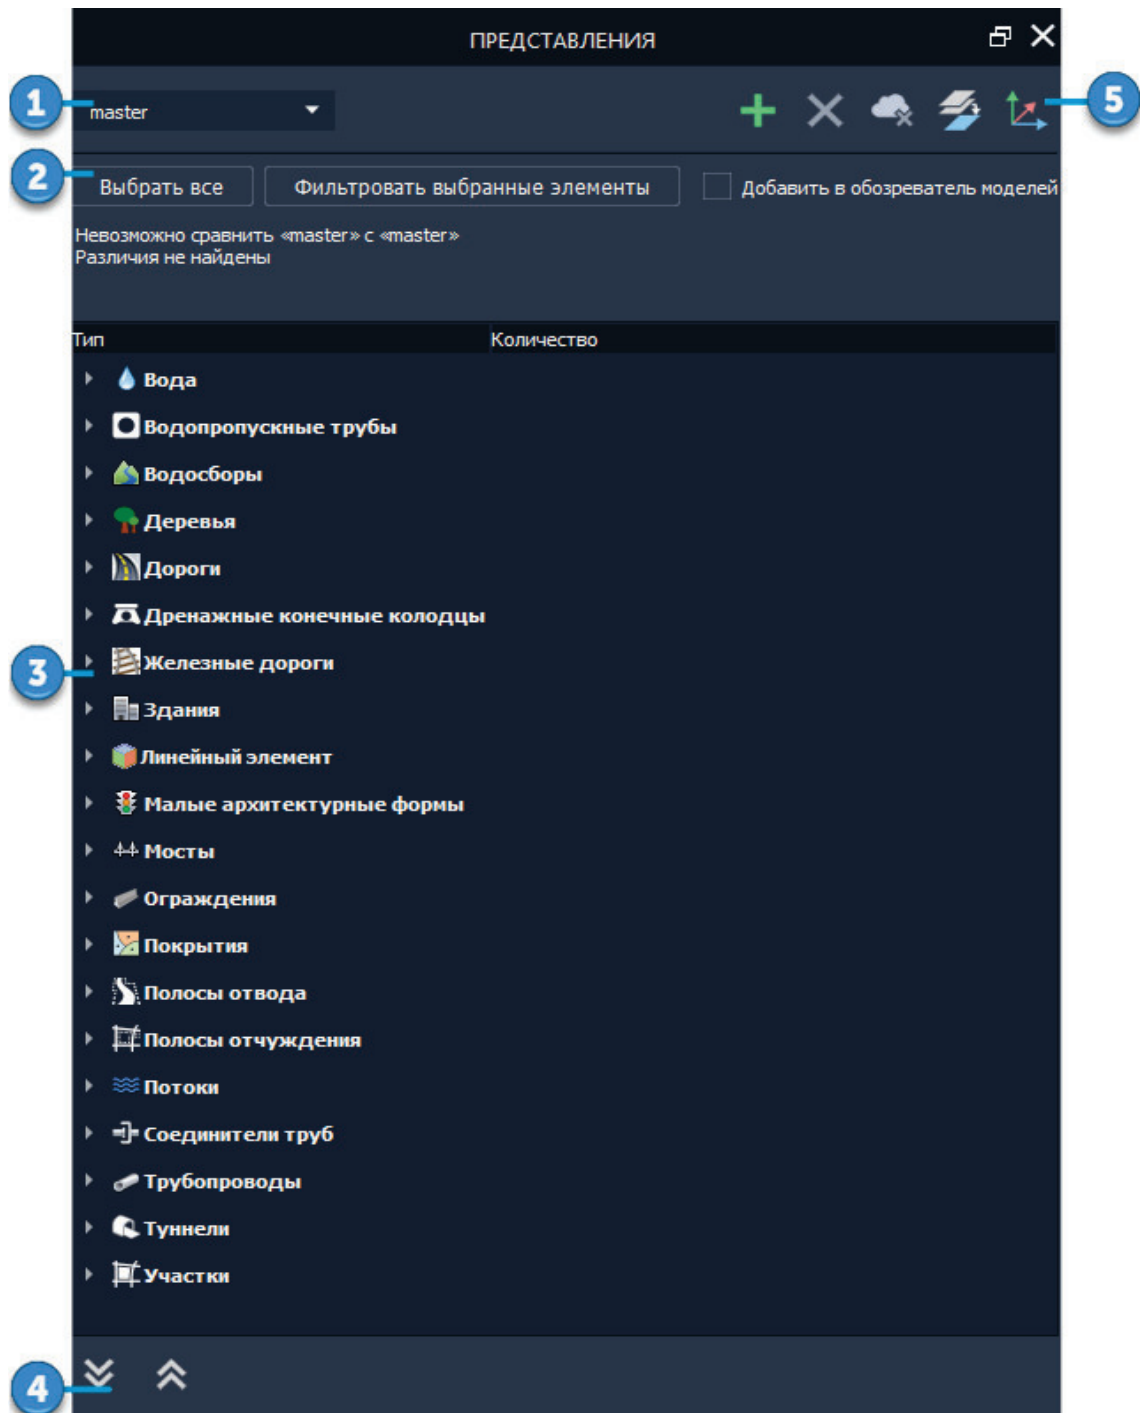 ПРЕДСТАВЛЕНИЯ
1
master
5
2
Выбрать все
Фильтровать выбранные элементы
Добавить в обозреватель моделей
Невозможно сравнить «master» с «master»
Различия не найдены
Тип
Количество
Вода
Водопропускные трубы
Водосборы
Деревья
Дороги
Дренажные конечные колодцы
3
Железные дороги
Здания
Линейный элемент
Малые архитектурные формы
Мосты
Ограждения
Покрытия
Полосы отвода
Полосы отчуждения
Потоки
Соединители труб
Трубопроводы
Туннели
Участки
4